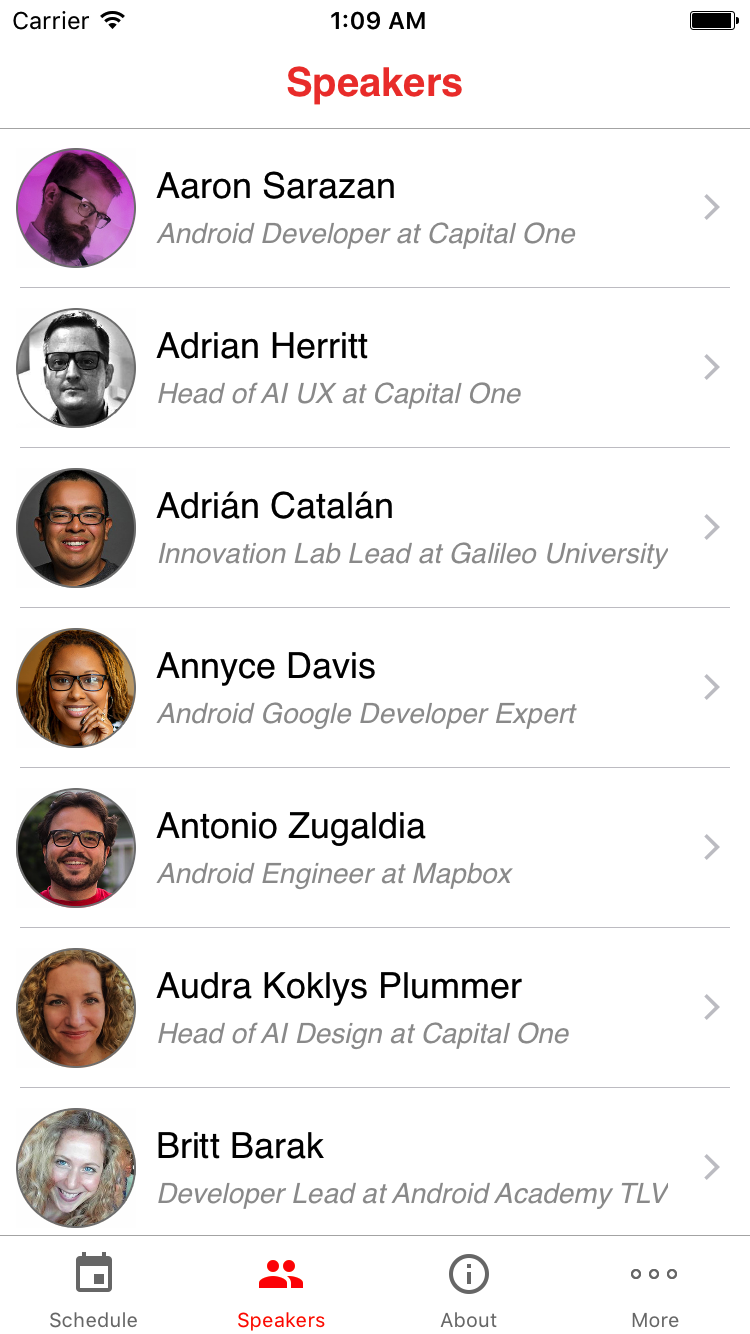 Carrier 1:09 AM
Speakers
Aaron Sarazan
Android Developer at Capital One
Adrian Herritt
Head of AI UX at Capital One
Adrián Catalán
Innovation Lab Lead at Galileo University
Annyce Davis
Android Google Developer Expert
Antonio Zugaldia
Android Engineer at Mapbox
Audra Koklys Plummer
Head of AI Design at Capital One
Britt Barak
Developer Lead at Android Academy TLV
Schedule Speakers About More